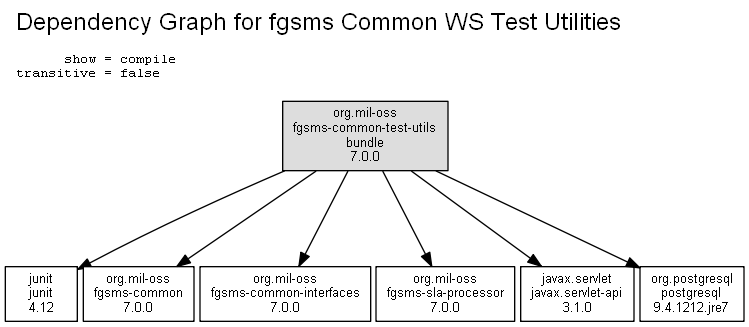 Dependency Graph for fgsms Common WS Test Utilities
show = compile
transitive = false
org.mil-oss
fgsms-common-test-utils
bundle
7.0.0
junit
junit
4.12
org.mil-oss
fgsms-common
7.0.0
org.mil-oss
fgsms-common-interfaces
7.0.0
org.mil-oss
fgsms-sla-processor
7.0.0
javax.servlet
javax.servlet-api
3.1.0
org.postgresql
postgresql
9.4.1212.jre7